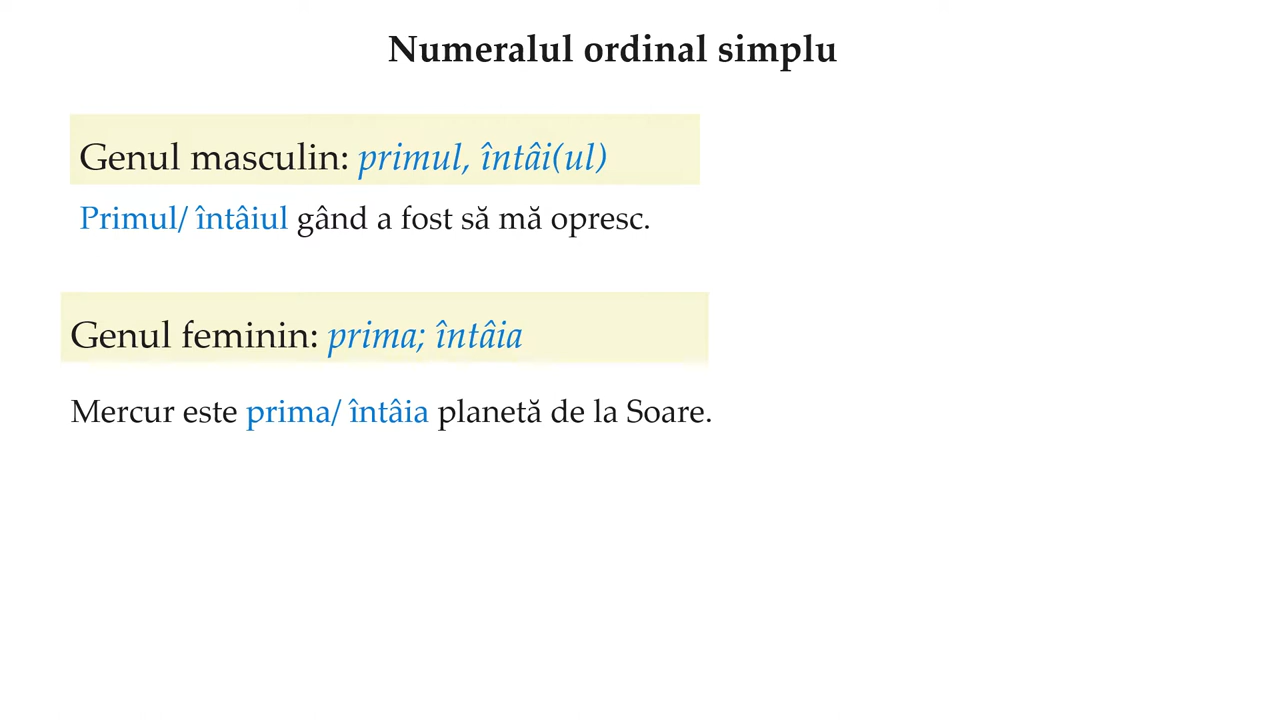 Numeralul ordinal simplu
Genul masculin: primul, întâi(ul)
Primul/ întâiul gând a fost să mă opresc.
Genul feminin: prima; întâia
Mercur este prima/ întâia planetă de la Soare.